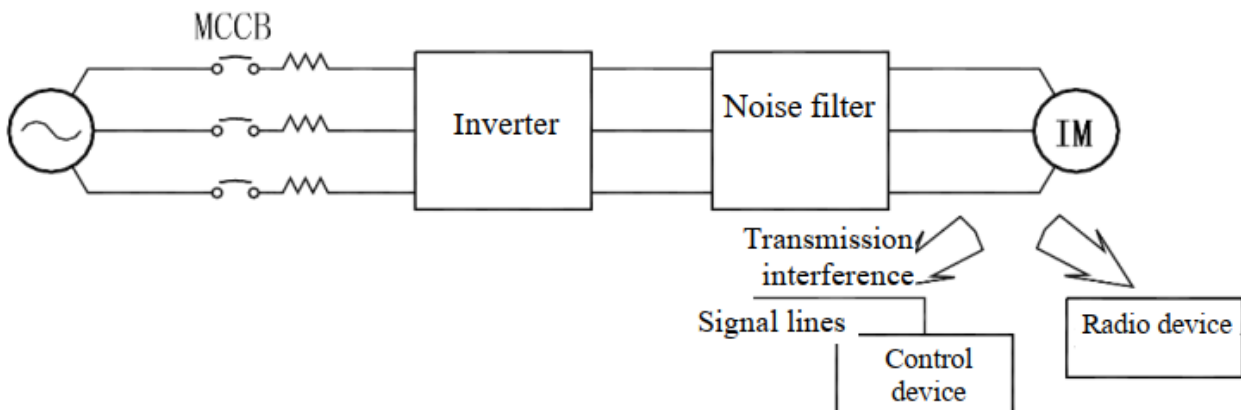 MCCB
Inverter
Noise filter
IM
Transmission
interference
Signal lines
Control
device
Radio device